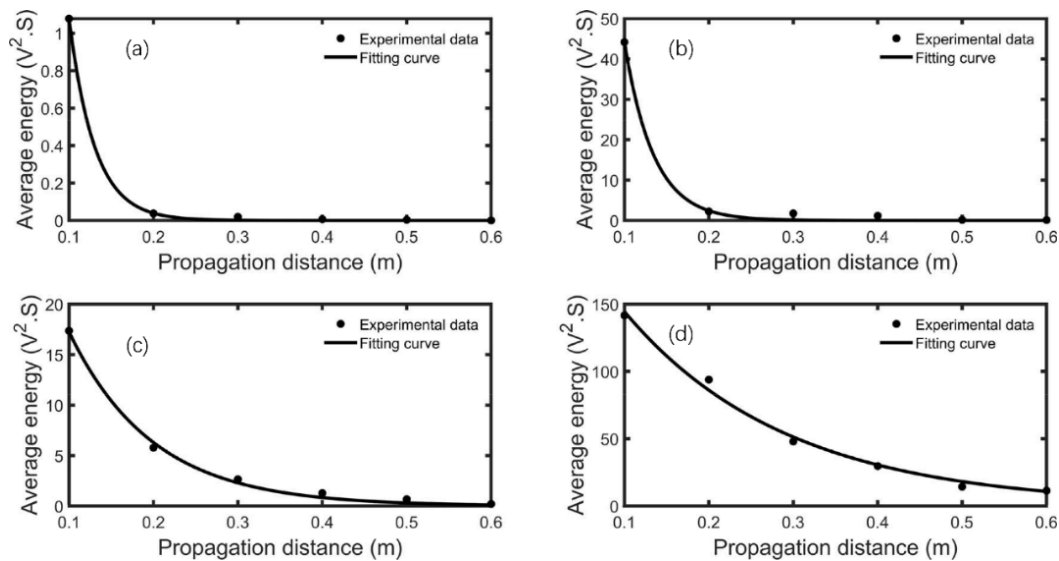 (a)
Experimental data
Fitting curve
Average energy (V².S)
1
0.8
0.6
0.4
0.2
0
0.1 0.2 0.3 0.4 0.5 0.6
Propagation distance (m)
(b)
Experimental data
Fitting curve
Average energy (V².S)
50
40
30
20
10
0
0.1 0.2 0.3 0.4 0.5 0.6
Propagation distance (m)
(c)
Experimental data
Fitting curve
Average energy (V².S)
20
15
10
5
0
0.1 0.2 0.3 0.4 0.5 0.6
Propagation distance (m)
(d)
Experimental data
Fitting curve
Average energy (V².S)
150
100
50
0
0.1 0.2 0.3 0.4 0.5 0.6
Propagation distance (m)